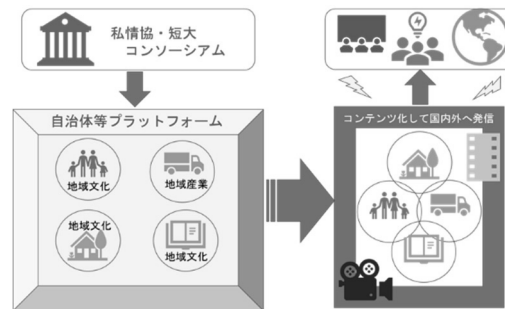 私情協・短大
コンソーシアム
自治体等プラットフォーム
地域文化
地域産業
地域文化
地域文化
コンテンツ化して国内外へ発信